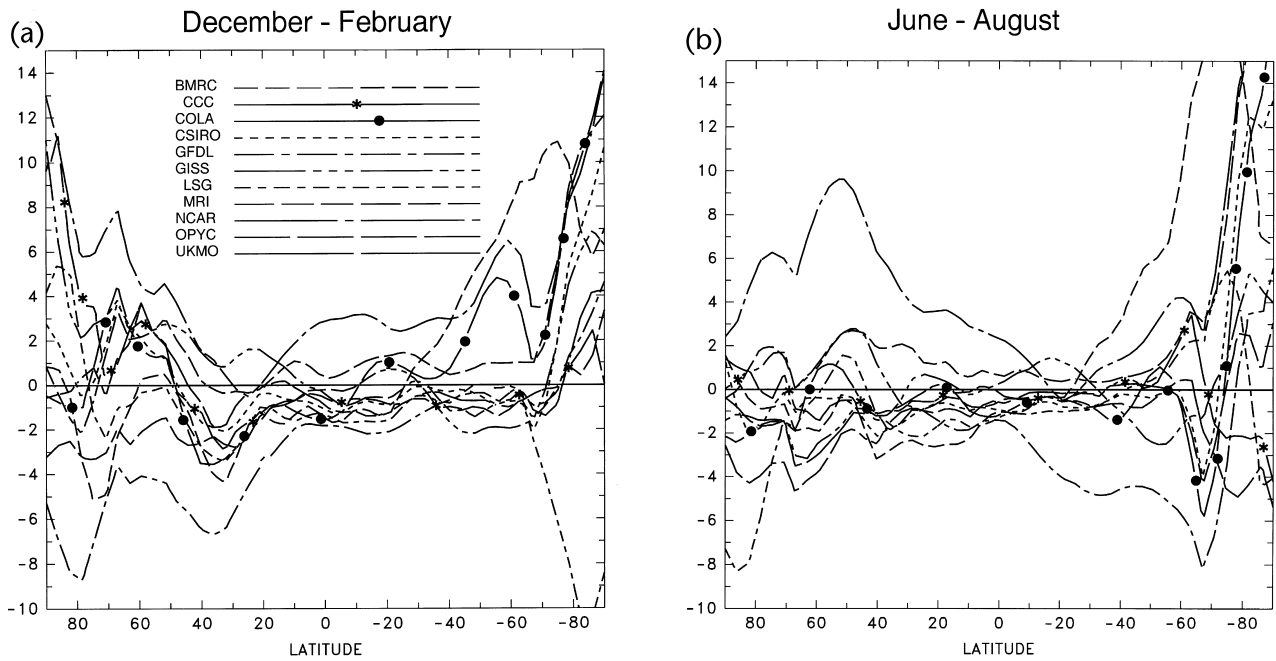 (a)
December - February
14
12
10
8
6
4
2
0
-2
-4
-6
-8
-10
BMRC
CCC
COLA
CSIRO
GFDL
GISS
LSG
MRI
NCAR
OPYC
UKMO
80 60 40 20 0 -20 -40 -60 -80
LATITUDE
(b)
June - August
14
12
10
8
6
4
2
0
-2
-4
-6
-8
-10
80 60 40 20 0 -20 -40 -60 -80
LATITUDE